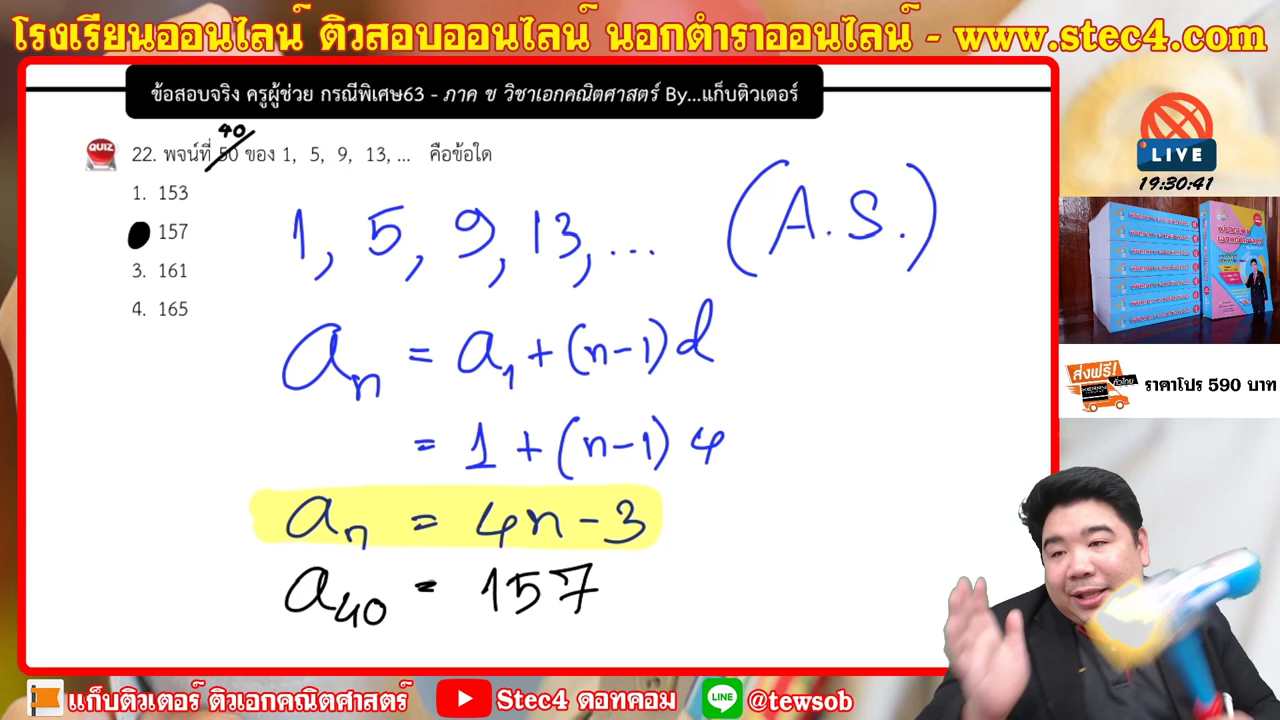 โรงเรียนออนไลน์ ติวสอบออนไลน์ นอกตำราออนไลน์ - www.stec4.com
ข้อสอบจริง ครูผู้ช่วย กรณีพิเศษ63 - ภาค ข วิชาเอกคณิตศาสตร์ By...แก็บติวเตอร์
40
QUIZ
22. พจน์ที่ 50 ของ 1, 5, 9, 13, ... คือข้อใด
1. 153
157
3. 161
4. 165
1, 5, 9, 13, ... (A.S.)
aₙ = a₁ + (n-1)d
= 1 + (n-1) 4
aₙ = 4n - 3
a₄₀ = 157
LIVE
19:30:41
ส่งฟรี!
ทั่วไทย
ราคาโปร 590 บาท
แก็บติวเตอร์ ติวเอกคณิตศาสตร์
Stec4 ดอทคอม
LINE
@tewsob